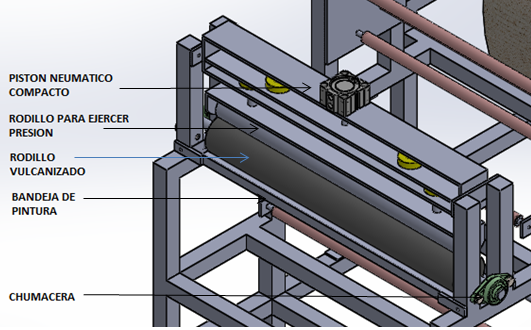 PISTON NEUMATICO
COMPACTO
RODILLO PARA EJERCER
PRESION
RODILLO
VULCANIZADO
BANDEJA DE
PINTURA
CHUMACERA